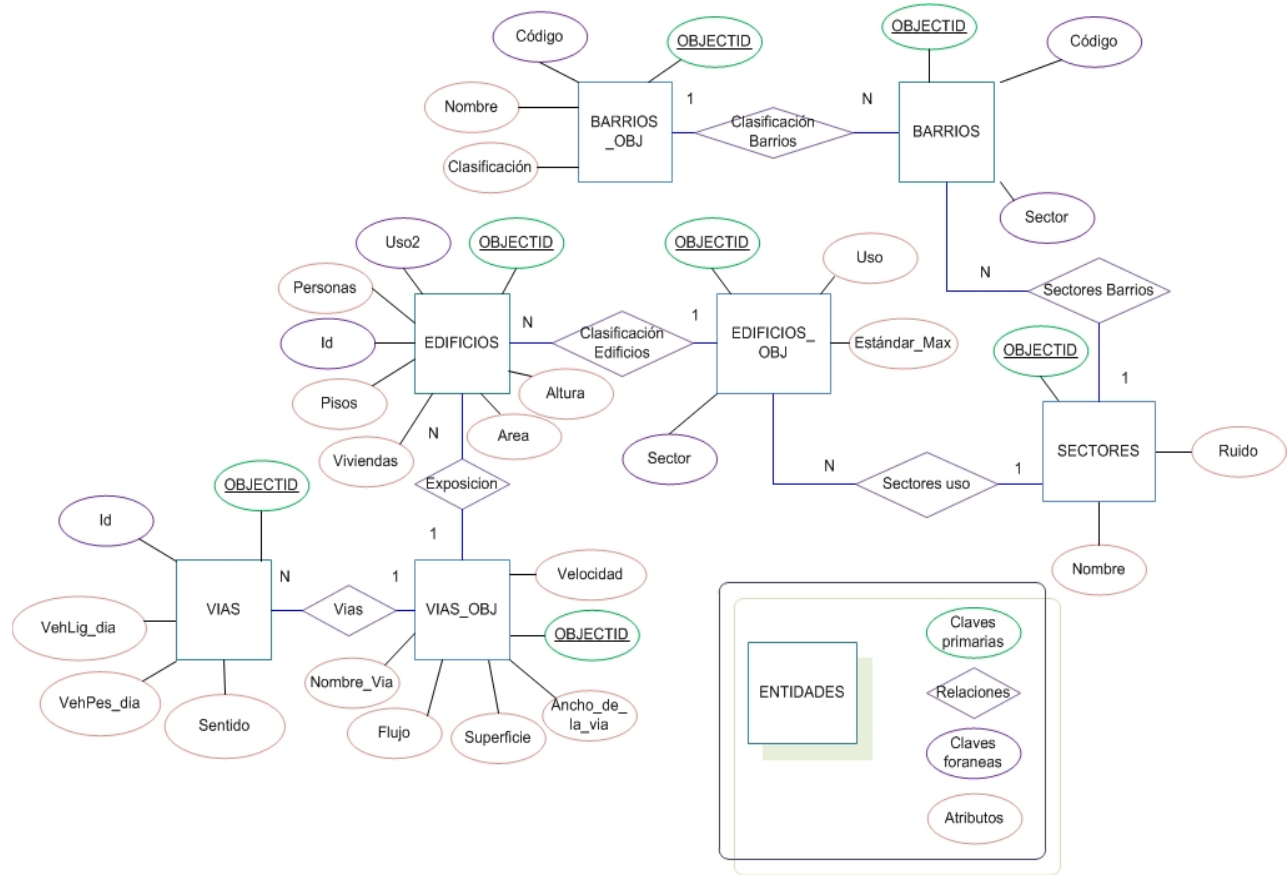 Código
OBJECTID
OBJECTID
Código
Nombre
1
N
BARRIOS
_OBJ
Clasificación
Barrios
BARRIOS
Clasificación
Sector
Uso2
OBJECTID
OBJECTID
Uso
Personas
N
Sectores Barrios
N
Clasificación
Edificios
1
EDIFICIOS
EDIFICIOS_
OBJ
Id
Estándar_Max
OBJECTID
Pisos
Altura
1
N
Area
Viviendas
Sector
SECTORES
Ruido
N
1
Exposicion
Sectores uso
OBJECTID
Id
1
Nombre
N
1
Velocidad
VIAS
Vias
VIAS_OBJ
VehLig_dia
OBJECTID
Nombre_Via
VehPes_dia
Sentido
Flujo
Superficie
Ancho_de_
la_via
Claves
primarias
ENTIDADES
Relaciones
Claves
foraneas
Atributos